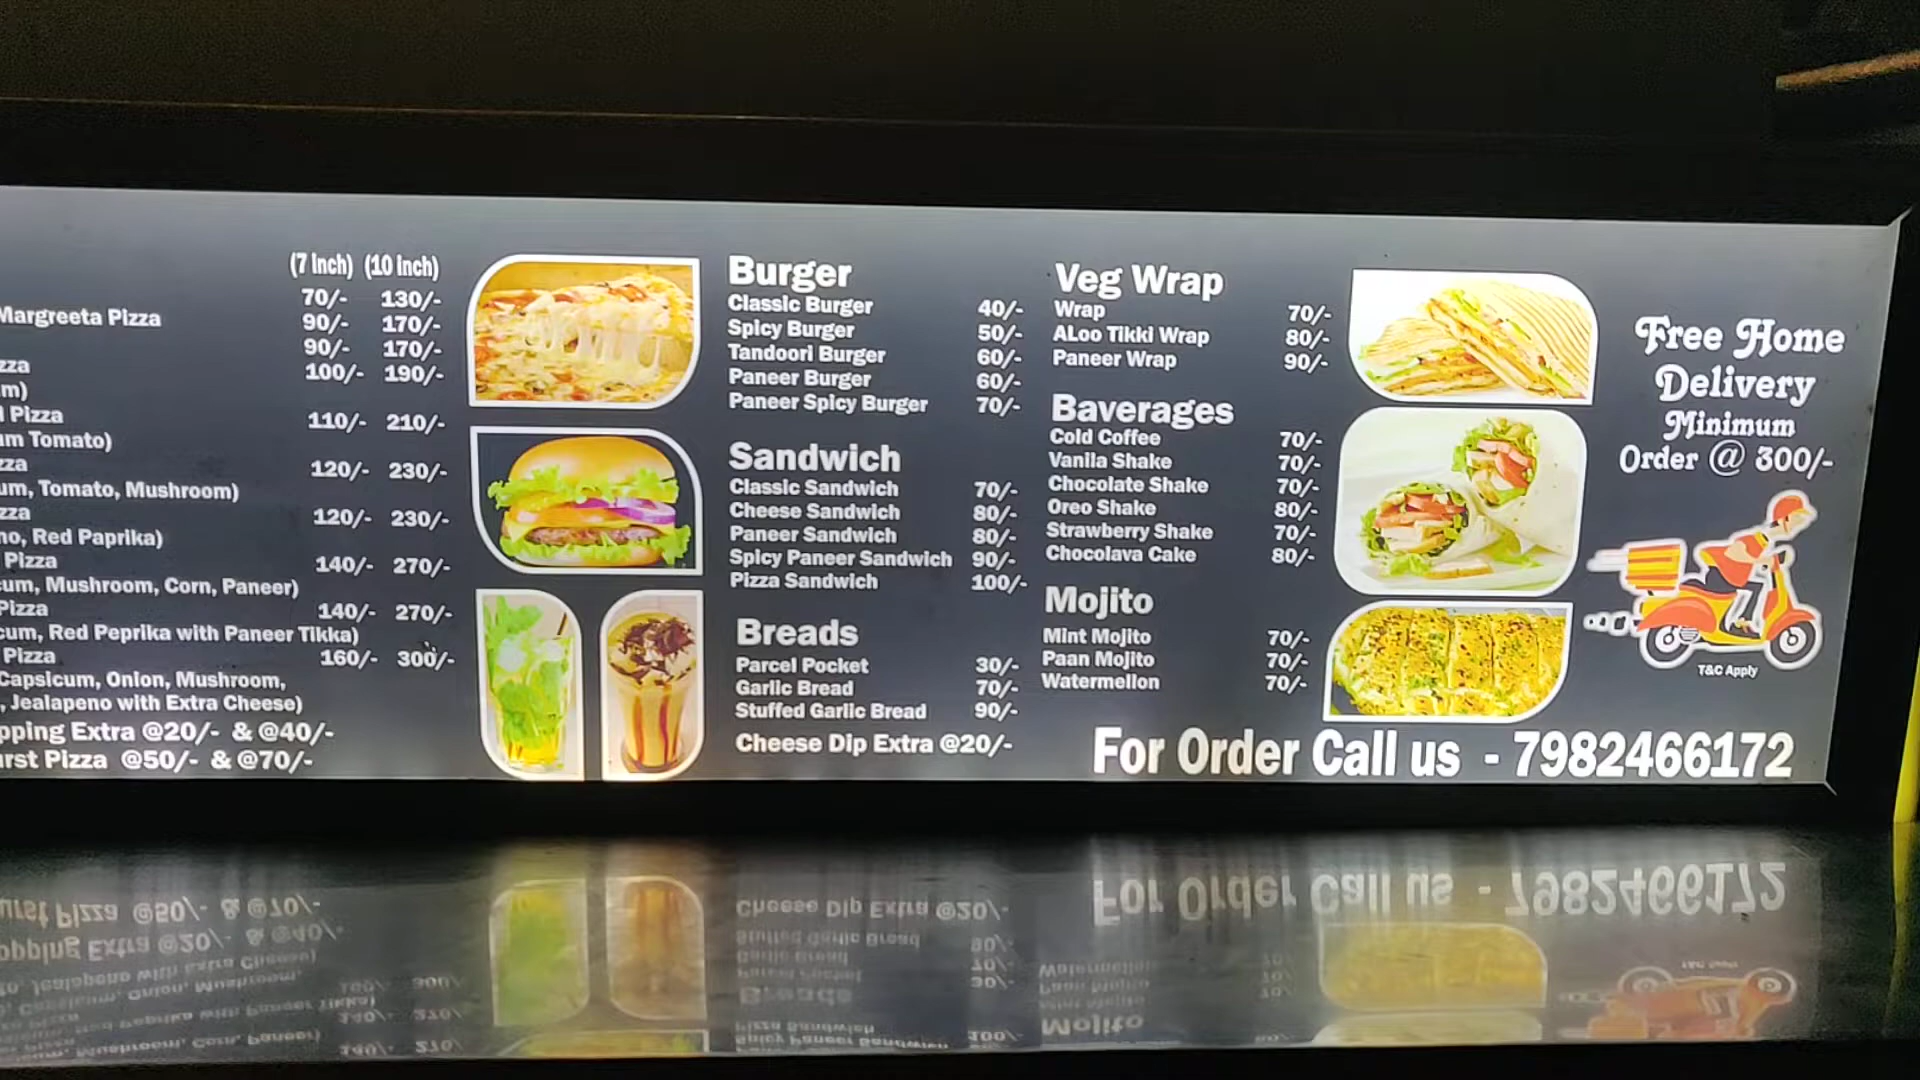 (7 Inch) (10 Inch)
70/- 130/-
Margreeta Pizza 90/- 170/-
90/- 170/-
zza 100/- 190/-
m)
l Pizza 110/- 210/-
um Tomato)
zza 120/- 230/-
um, Tomato, Mushroom)
zza 120/- 230/-
no, Red Paprika)
Pizza 140/- 270/-
cum, Mushroom, Corn, Paneer)
Pizza 140/- 270/-
cum, Red Peprika with Paneer Tikka)
Pizza 160/- 300/-
Capsicum, Onion, Mushroom,
, Jealapeno with Extra Cheese)
pping Extra @20/- & @40/-
urst Pizza @50/- & @70/-
Burger
Classic Burger 40/-
Spicy Burger 50/-
Tandoori Burger 60/-
Paneer Burger 60/-
Paneer Spicy Burger 70/-
Sandwich
Classic Sandwich 70/-
Cheese Sandwich 80/-
Paneer Sandwich 80/-
Spicy Paneer Sandwich 90/-
Pizza Sandwich 100/-
Breads
Parcel Pocket 30/-
Garlic Bread 70/-
Stuffed Garlic Bread 90/-
Cheese Dip Extra @20/-
Veg Wrap
Wrap 70/-
ALoo Tikki Wrap 80/-
Paneer Wrap 90/-
Baverages
Cold Coffee 70/-
Vanila Shake 70/-
Chocolate Shake 70/-
Oreo Shake 80/-
Strawberry Shake 70/-
Chocolava Cake 80/-
Mojito
Mint Mojito 70/-
Paan Mojito 70/-
Watermellon 70/-
Free Home
Delivery
Minimum
Order @ 300/-
T&C Apply
For Order Call us - 7982466172